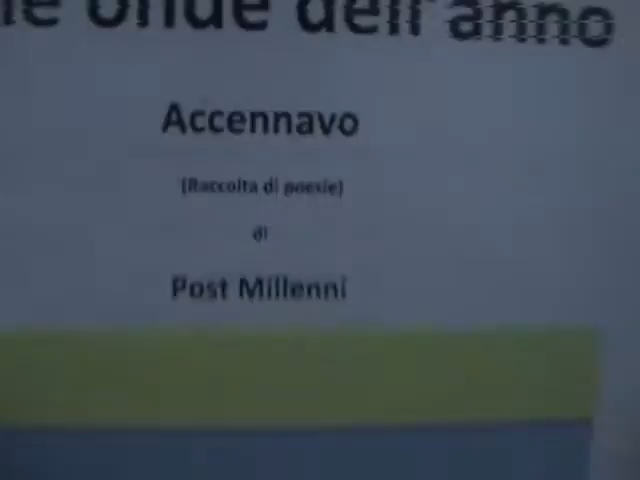 onde dell'anno
Accennavo
(Raccolta di poesie)
di
Post Millenni